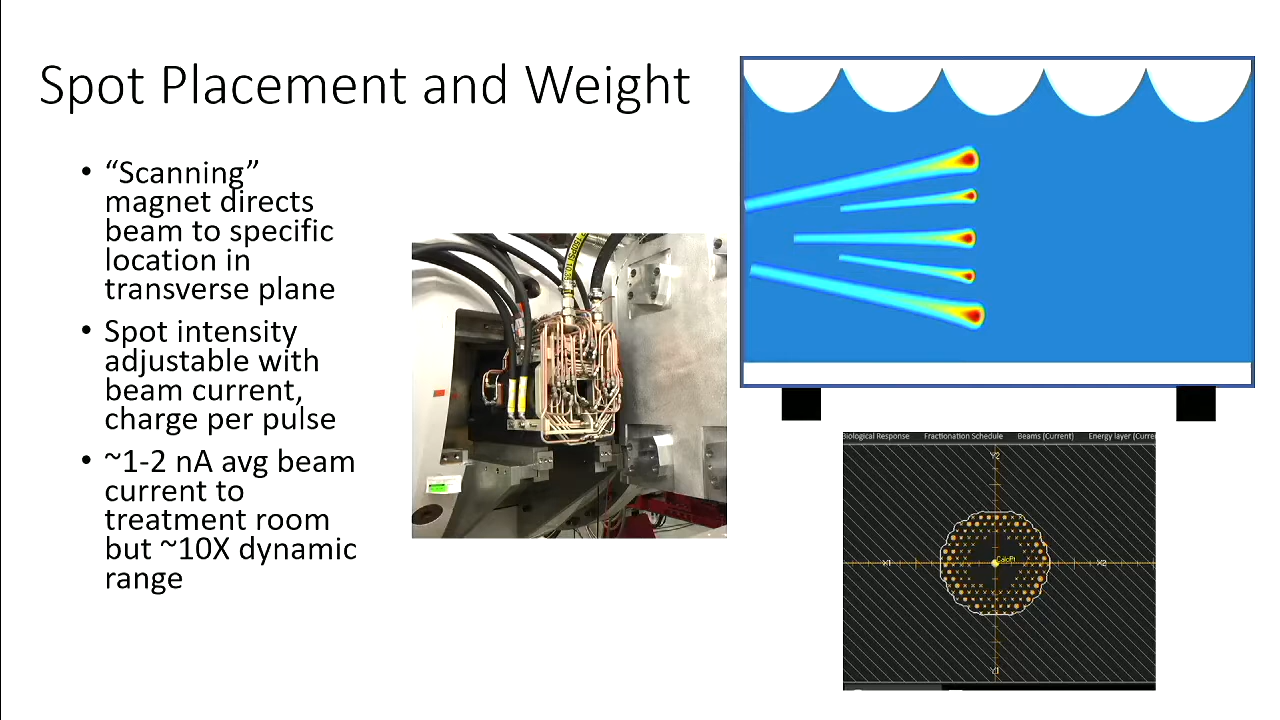 Spot Placement and Weight
• “Scanning”
magnet directs
beam to specific
location in
transverse plane
• Spot intensity
adjustable with
beam current,
charge per pulse
• ~1-2 nA avg beam
current to
treatment room
but ~10X dynamic
range
Biological Response Fractionation Schedule Beams (Current) Energy layer (Curre
Y2
X1
CalcPt
X2
Y1